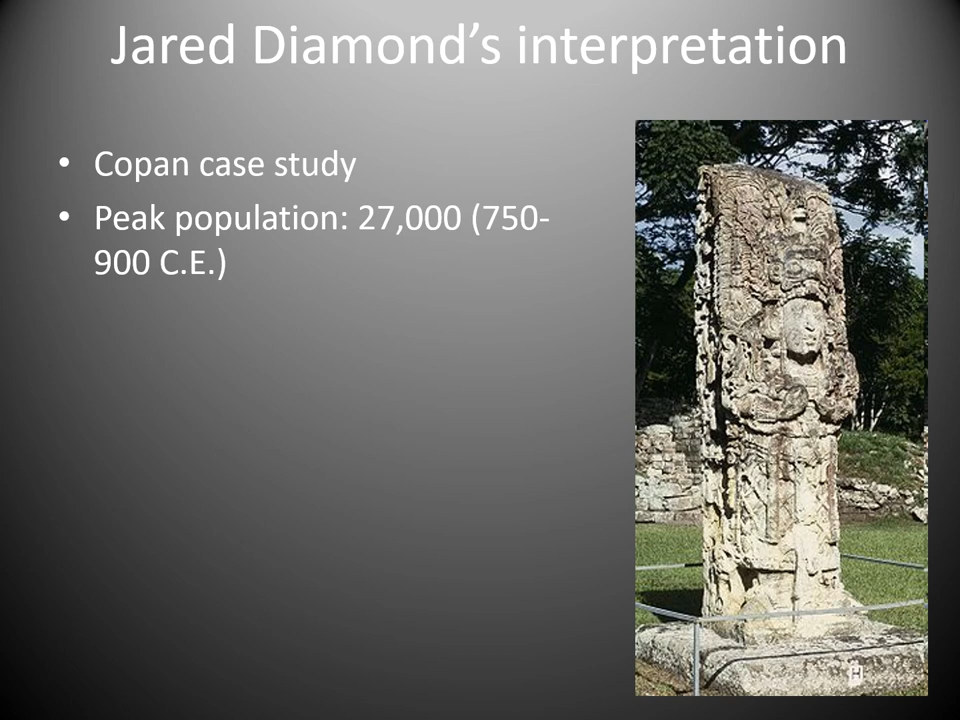 Jared Diamond’s interpretation
• Copan case study
• Peak population: 27,000 (750-
900 C.E.)